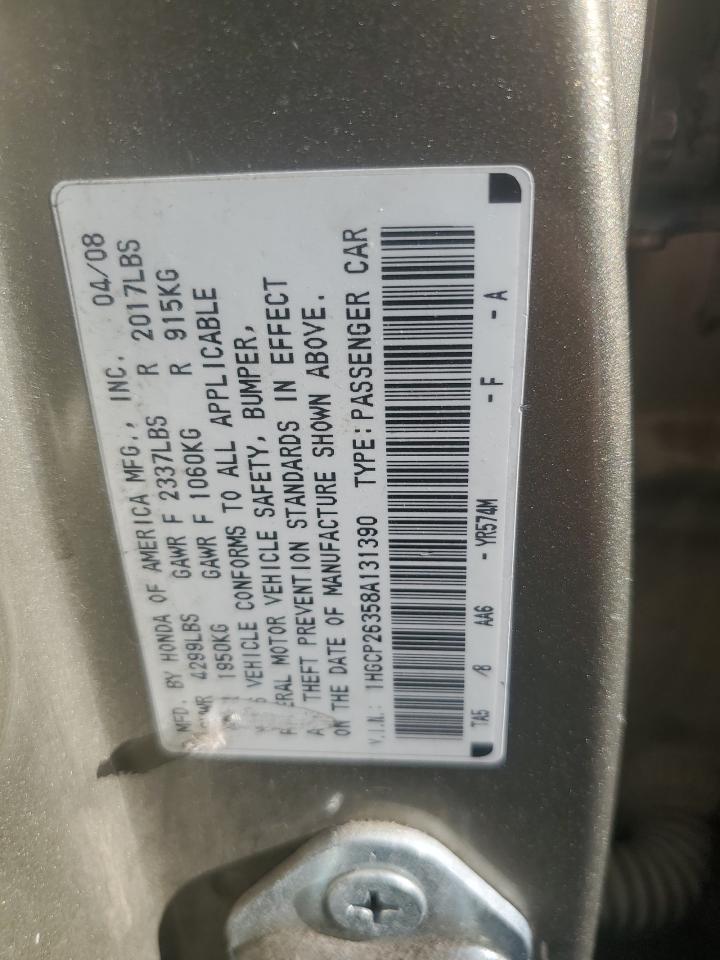 MFD. BY HONDA OF AMERICA MFG., INC. 04/08
4299LBS GAWR F 2337LBS R 2017LBS
1950KG GAWR F 1060KG R 915KG
VEHICLE CONFORMS TO ALL APPLICABLE
MOTOR VEHICLE SAFETY, BUMPER,
THEFT PREVENTION STANDARDS IN EFFECT
ON THE DATE OF MANUFACTURE SHOWN ABOVE.
V.I.N.: 1HGCP26358A131390 TYPE: PASSENGER CAR
TA5 /8 AA6 - YR574M - F - A